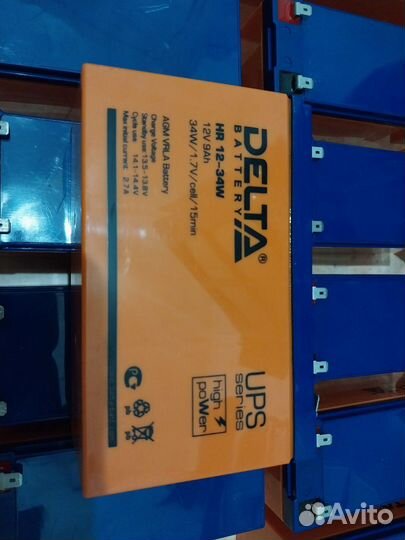 DELTA®
BATTERY
HR 12-34W
12V 9Ah
34W/1.7V/cell/15min
AGM VRLA Battery
Charge Voltage
Standby use: 13.5-13.8V
Cycle use: 14.1-14.4V
Max. initial current: 2.7A
UPS
series
high
poWer
Pb
Pb
Avito